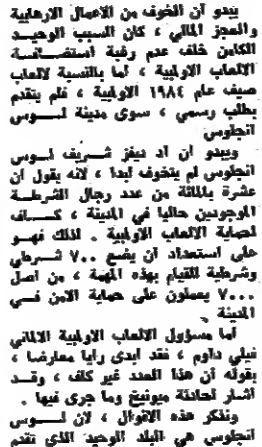 يبدو أن الخوف من الاعمال الارهابية
والعجز المالي ، كان السبب الوحيد
الكامن خلف عدم رغبة استضافة
الالعاب الاولمبية ، اما بالنسبة لالعاب
صيف عام ١٩٨٤ الاولمبية ، فلم يتقدم
بطلب رسمي ، سوى مدينة لوس
انجلوس
ويبدو أن اد ديفز شريف لوس
انجلوس لم يتخوف ابدا ، لانه يقول أن
عشرة بالمائة من عدد رجال الشرطة
الموجودين حاليا في المدينة ، كاف
لحماية الالعاب الاولمبية . لذلك فهو
على استعداد أن يضع ٧٠٠ شرطي
وشرطية للقيام بهذه المهمة ، من اصل
٧٠٠٠ يعملون على حماية الامن في
المدينة .
أما مسؤول الالعاب الاولمبية الالماني
فيلي داوم ، فقد ابدى رايا معارضا ،
بقوله أن هذا العدد غير كاف ، وقد
اشار لحادثة ميونيخ وما جرى فيها .
ونذكر هذه الاقوال ، لان لوس
انجلوس هي البلد الوحيد الذي تقدم